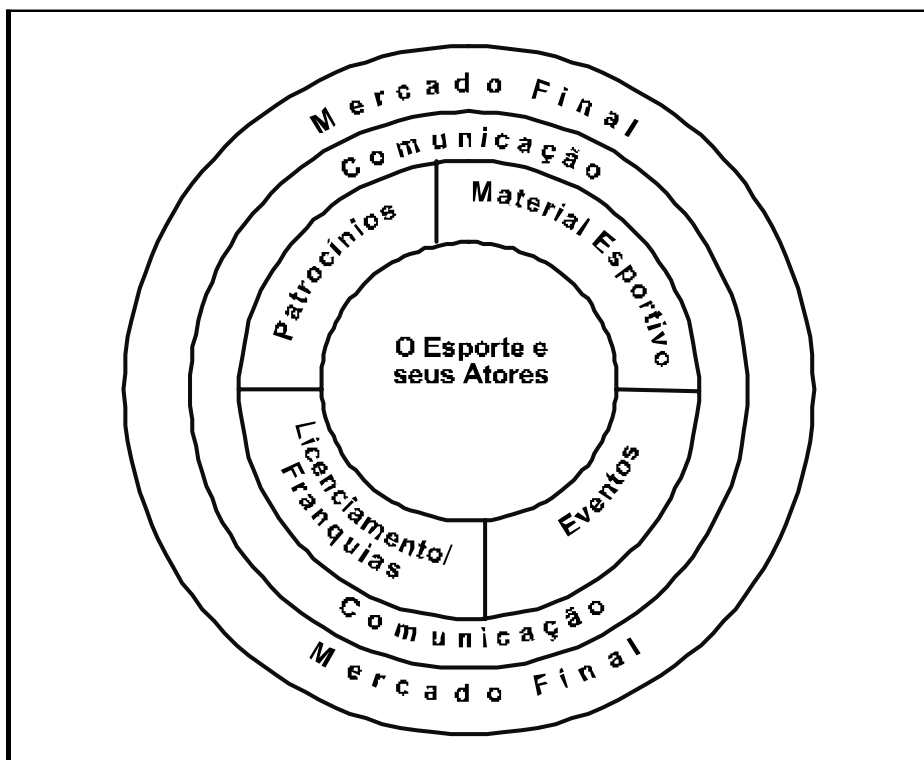 Mercado Final
Comunicação
Patrocínios
Material Esportivo
O Esporte e
seus Atores
Licenciamento/
Franquias
Eventos
Comunicação
Mercado Final